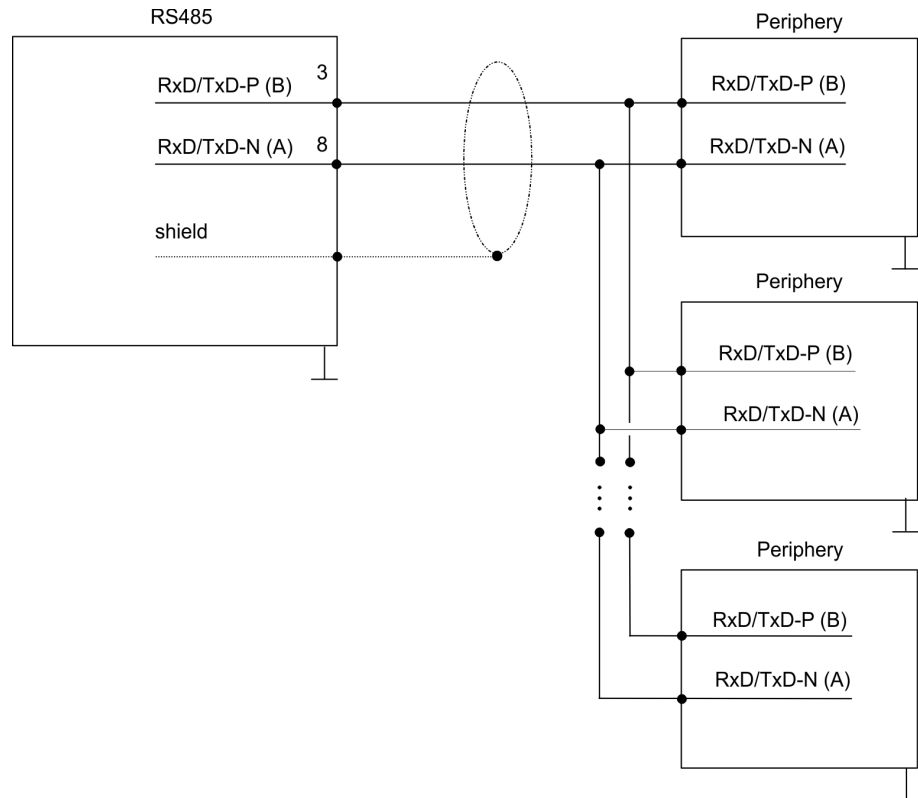 RS485
RxD/TxD-P (B) 3
RxD/TxD-N (A) 8
shield
Periphery
RxD/TxD-P (B)
RxD/TxD-N (A)
Periphery
RxD/TxD-P (B)
RxD/TxD-N (A)
Periphery
RxD/TxD-P (B)
RxD/TxD-N (A)